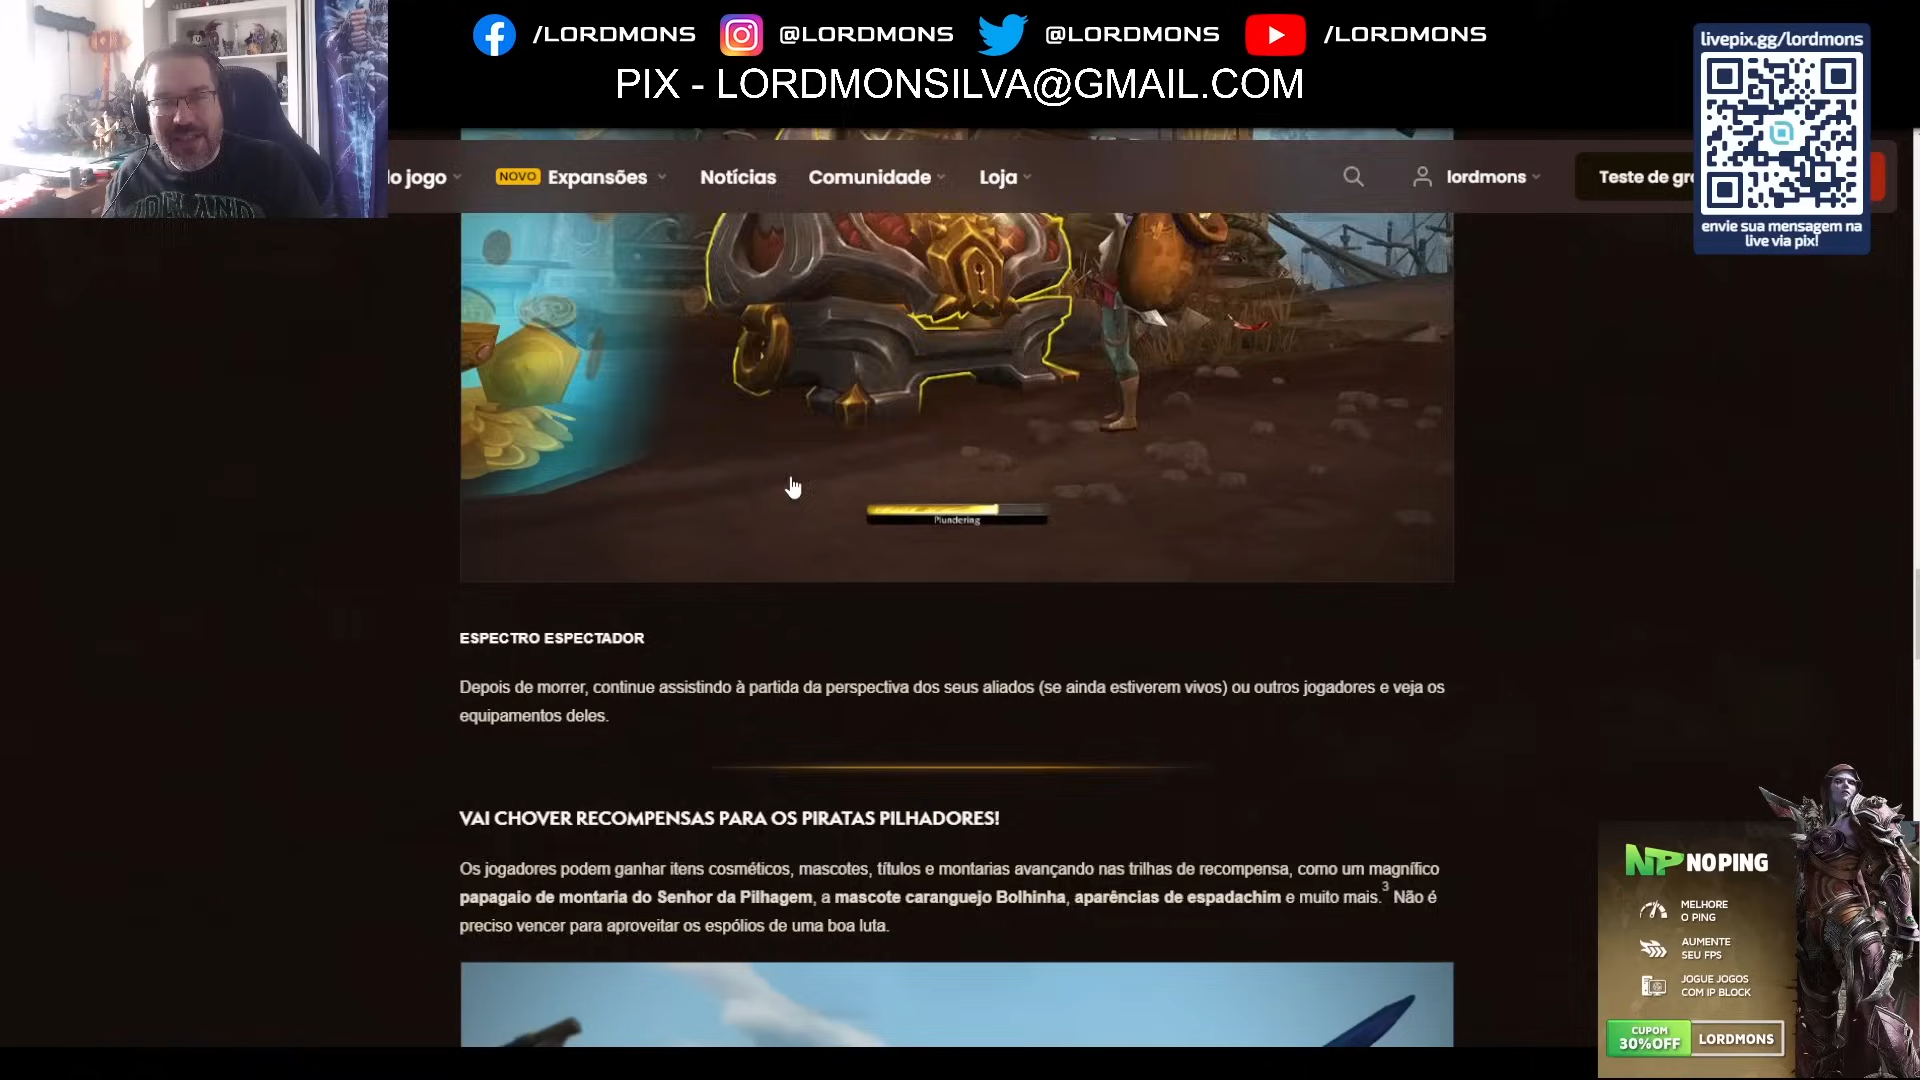 /LORDMONS @LORDMONS @LORDMONS /LORDMONS
PIX - LORDMONSILVA@GMAIL.COM
livepix.gg/lordmons
envie sua mensagem na
live via pix!
lo jogo NOVO Expansões Notícias Comunidade Loja lordmons Teste de gr
Plundering
ESPECTRO ESPECTADOR
Depois de morrer, continue assistindo à partida da perspectiva dos seus aliados (se ainda estiverem vivos) ou outros jogadores e veja os
equipamentos deles.
VAI CHOVER RECOMPENSAS PARA OS PIRATAS PILHADORES!
Os jogadores podem ganhar itens cosméticos, mascotes, títulos e montarias avançando nas trilhas de recompensa, como um magnífico
papagaio de montaria do Senhor da Pilhagem, a mascote caranguejo Bolhinha, aparências de espadachim e muito mais.3 Não é
preciso vencer para aproveitar os espólios de uma boa luta.
NP NOPING
MELHORE
O PING
AUMENTE
SEU FPS
JOGUE JOGOS
COM IP BLOCK
CUPOM
30%OFF
LORDMONS